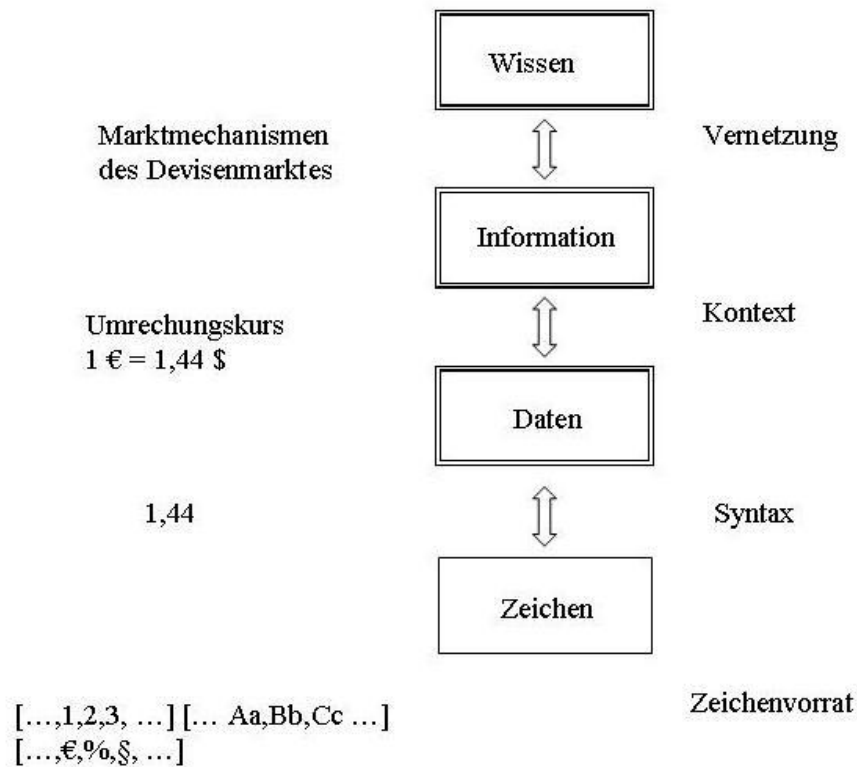 Wissen
Marktmechanismen
des Devisenmarktes
Vernetzung
Information
Umrechungskurs
1 € = 1,44 $
Kontext
Daten
1,44
Syntax
Zeichen
Zeichenvorrat
[…,1,2,3, …] [… Aa,Bb,Cc …]
[…,€,%,§, …]